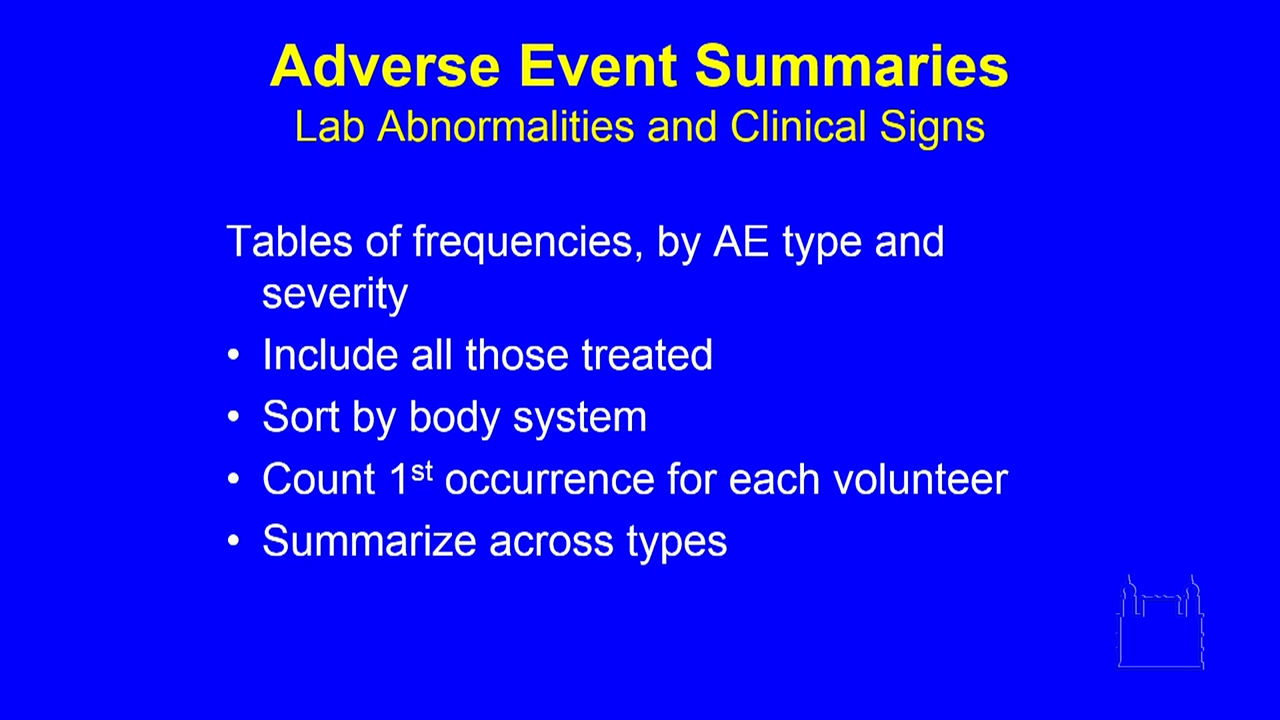 Adverse Event Summaries
Lab Abnormalities and Clinical Signs
Tables of frequencies, by AE type and
severity
• Include all those treated
• Sort by body system
• Count 1st occurrence for each volunteer
• Summarize across types